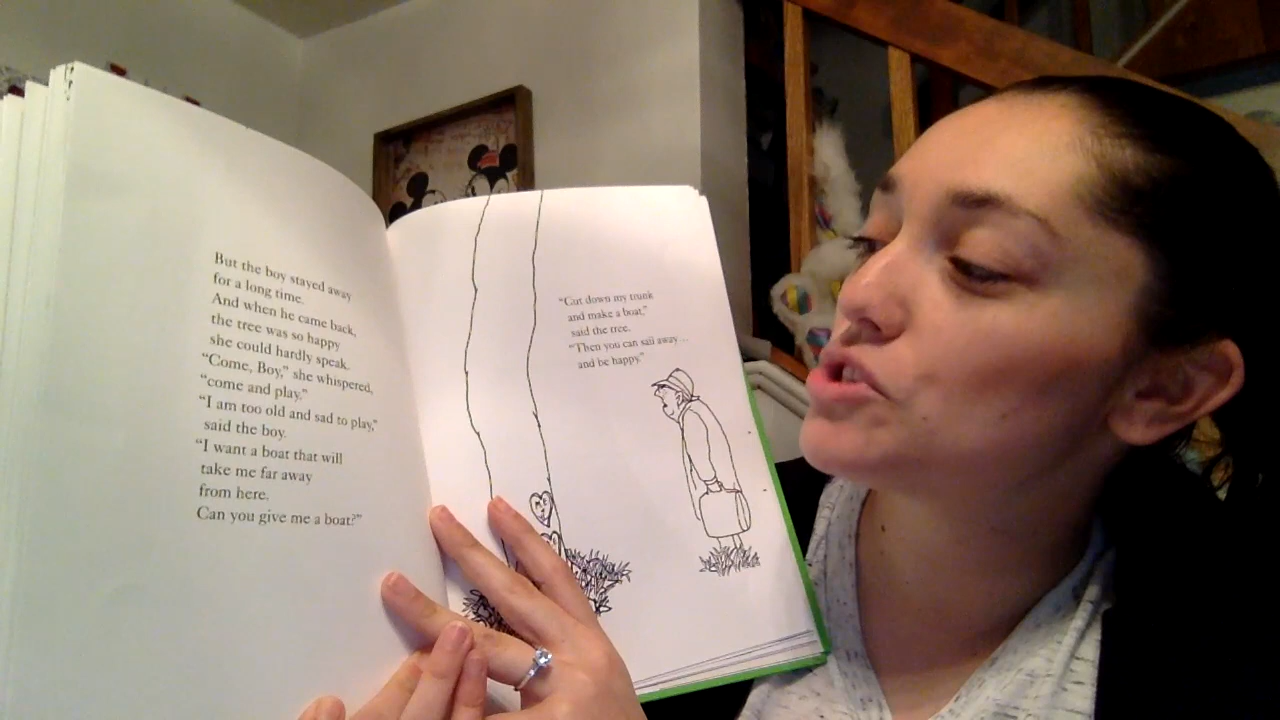 But the boy stayed away
for a long time.
And when he came back,
the tree was so happy
she could hardly speak.
“Come, Boy,” she whispered,
“come and play.”
“I am too old and sad to play,”
said the boy.
“I want a boat that will
take me far away
from here.
Can you give me a boat?”
“Cut down my trunk
and make a boat,”
said the tree.
“Then you can sail away . . .
and be happy.”